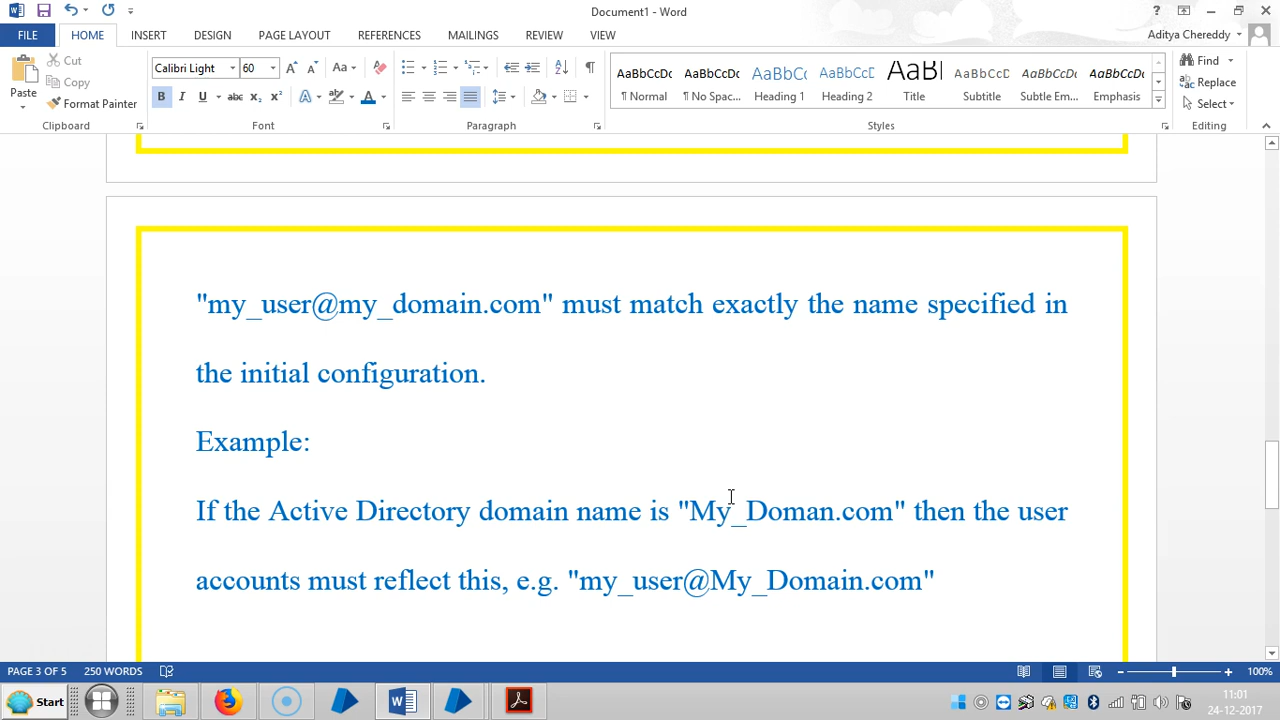 Document1 - Word
FILE HOME INSERT DESIGN PAGE LAYOUT REFERENCES MAILINGS REVIEW VIEW Aditya Chereddy
Paste Cut Copy Format Painter
Calibri Light 60
AaBbCcDc AaBbCcDc AaBbCc AaBbCcC AaBl AaBbCcC AaBbCcDc AaBbCcDc
¶ Normal ¶ No Spac... Heading 1 Heading 2 Title Subtitle Subtle Em... Emphasis
Find Replace Select
Clipboard Font Paragraph Styles Editing
"my_user@my_domain.com" must match exactly the name specified in
the initial configuration.
Example:
If the Active Directory domain name is "My_Doman.com" then the user
accounts must reflect this, e.g. "my_user@My_Domain.com"
PAGE 3 OF 5 250 WORDS 100%
Start 11:01
24-12-2017